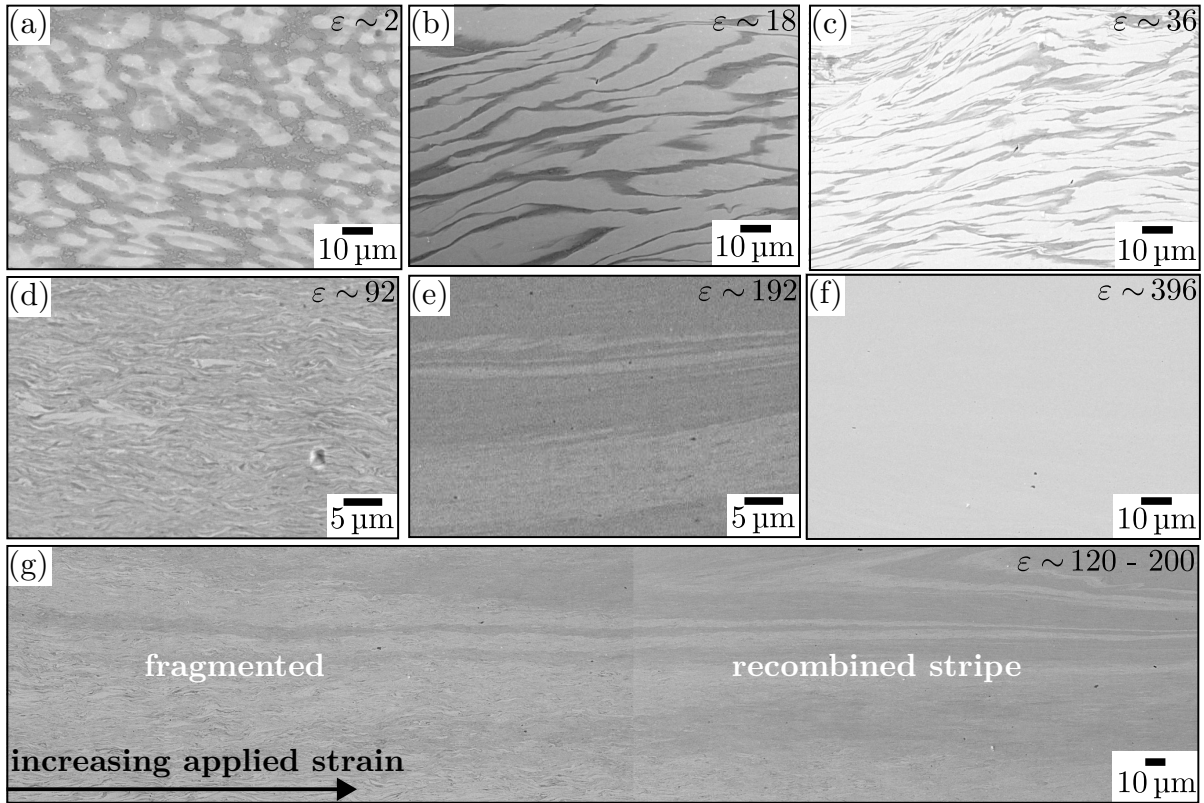 (a)
ε ~ 2
10 µm
(b)
ε ~ 18
10 µm
(c)
ε ~ 36
10 µm
(d)
ε ~ 92
5 µm
(e)
ε ~ 192
5 µm
(f)
ε ~ 396
10 µm
(g)
ε ~ 120 - 200
fragmented
recombined stripe
increasing applied strain
10 µm